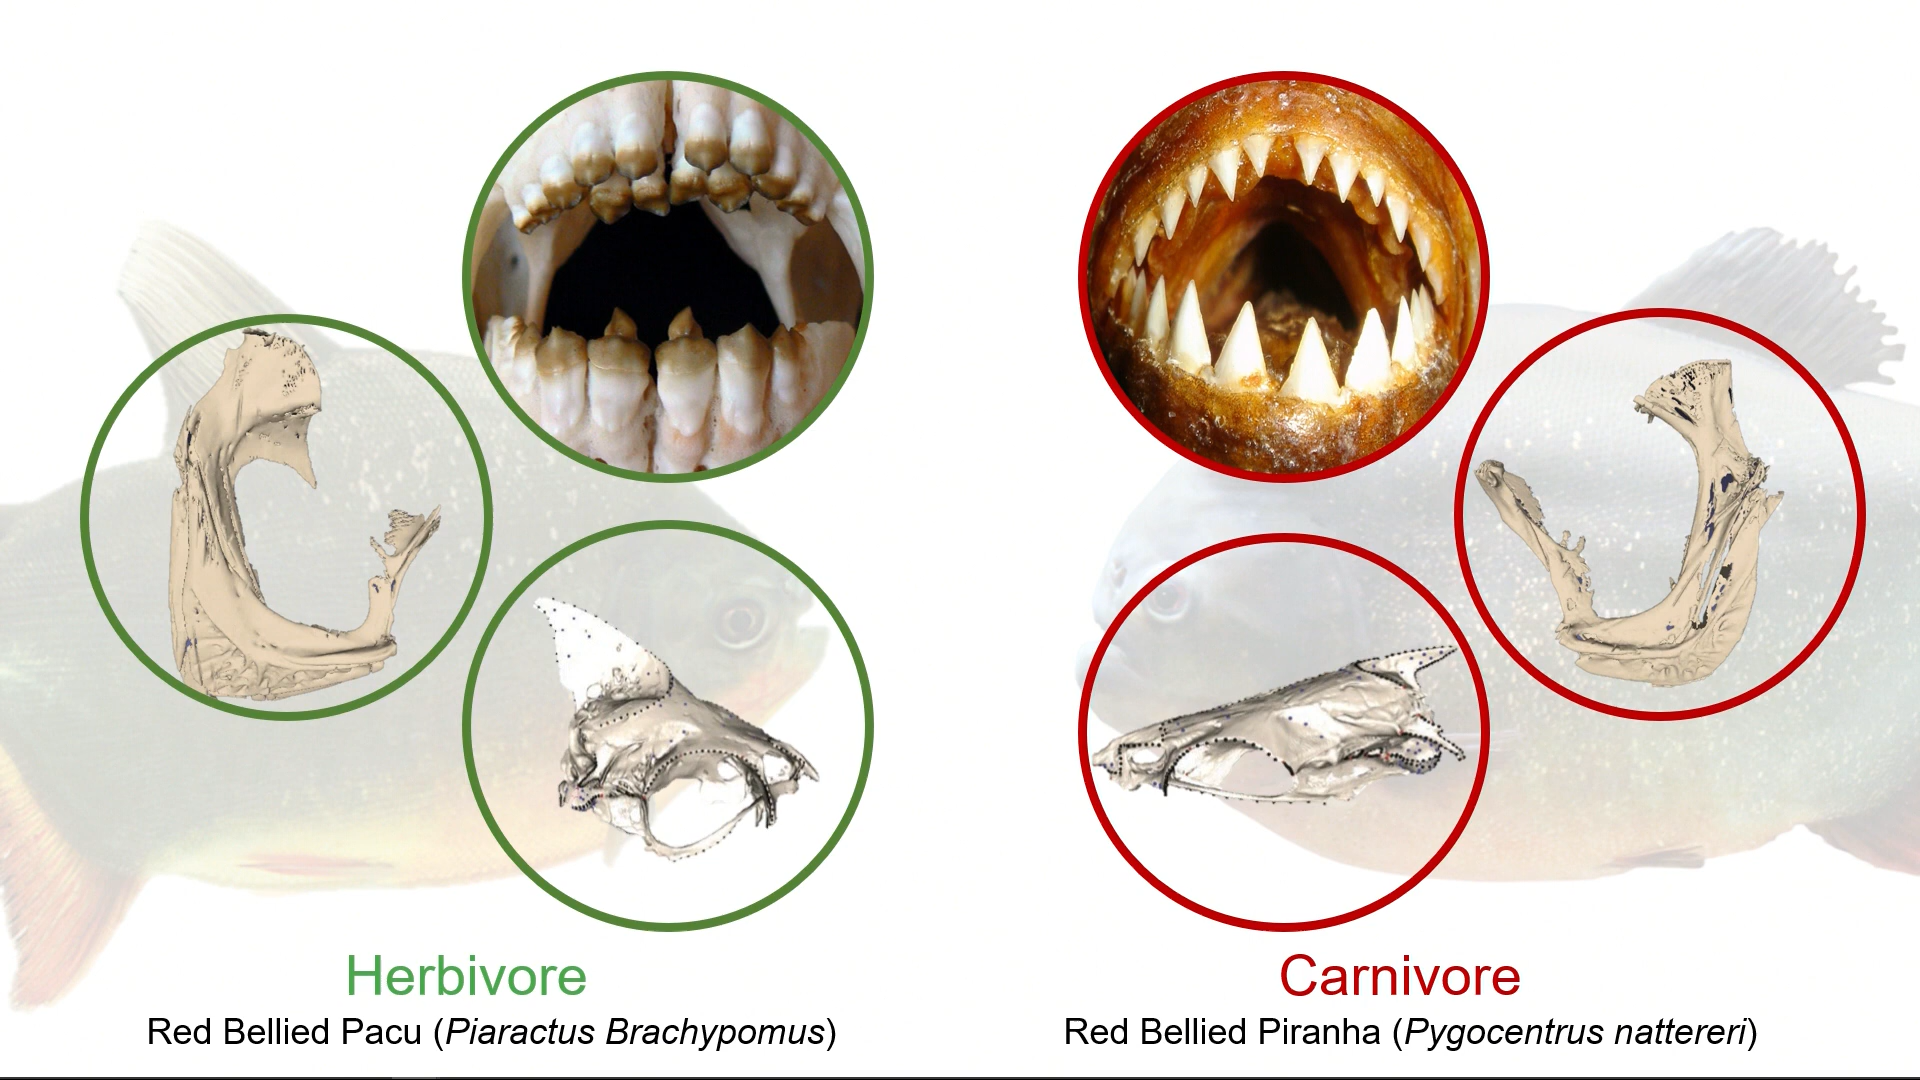 Herbivore
Red Bellied Pacu (Piaractus Brachypomus)
Carnivore
Red Bellied Piranha (Pygocentrus nattereri)